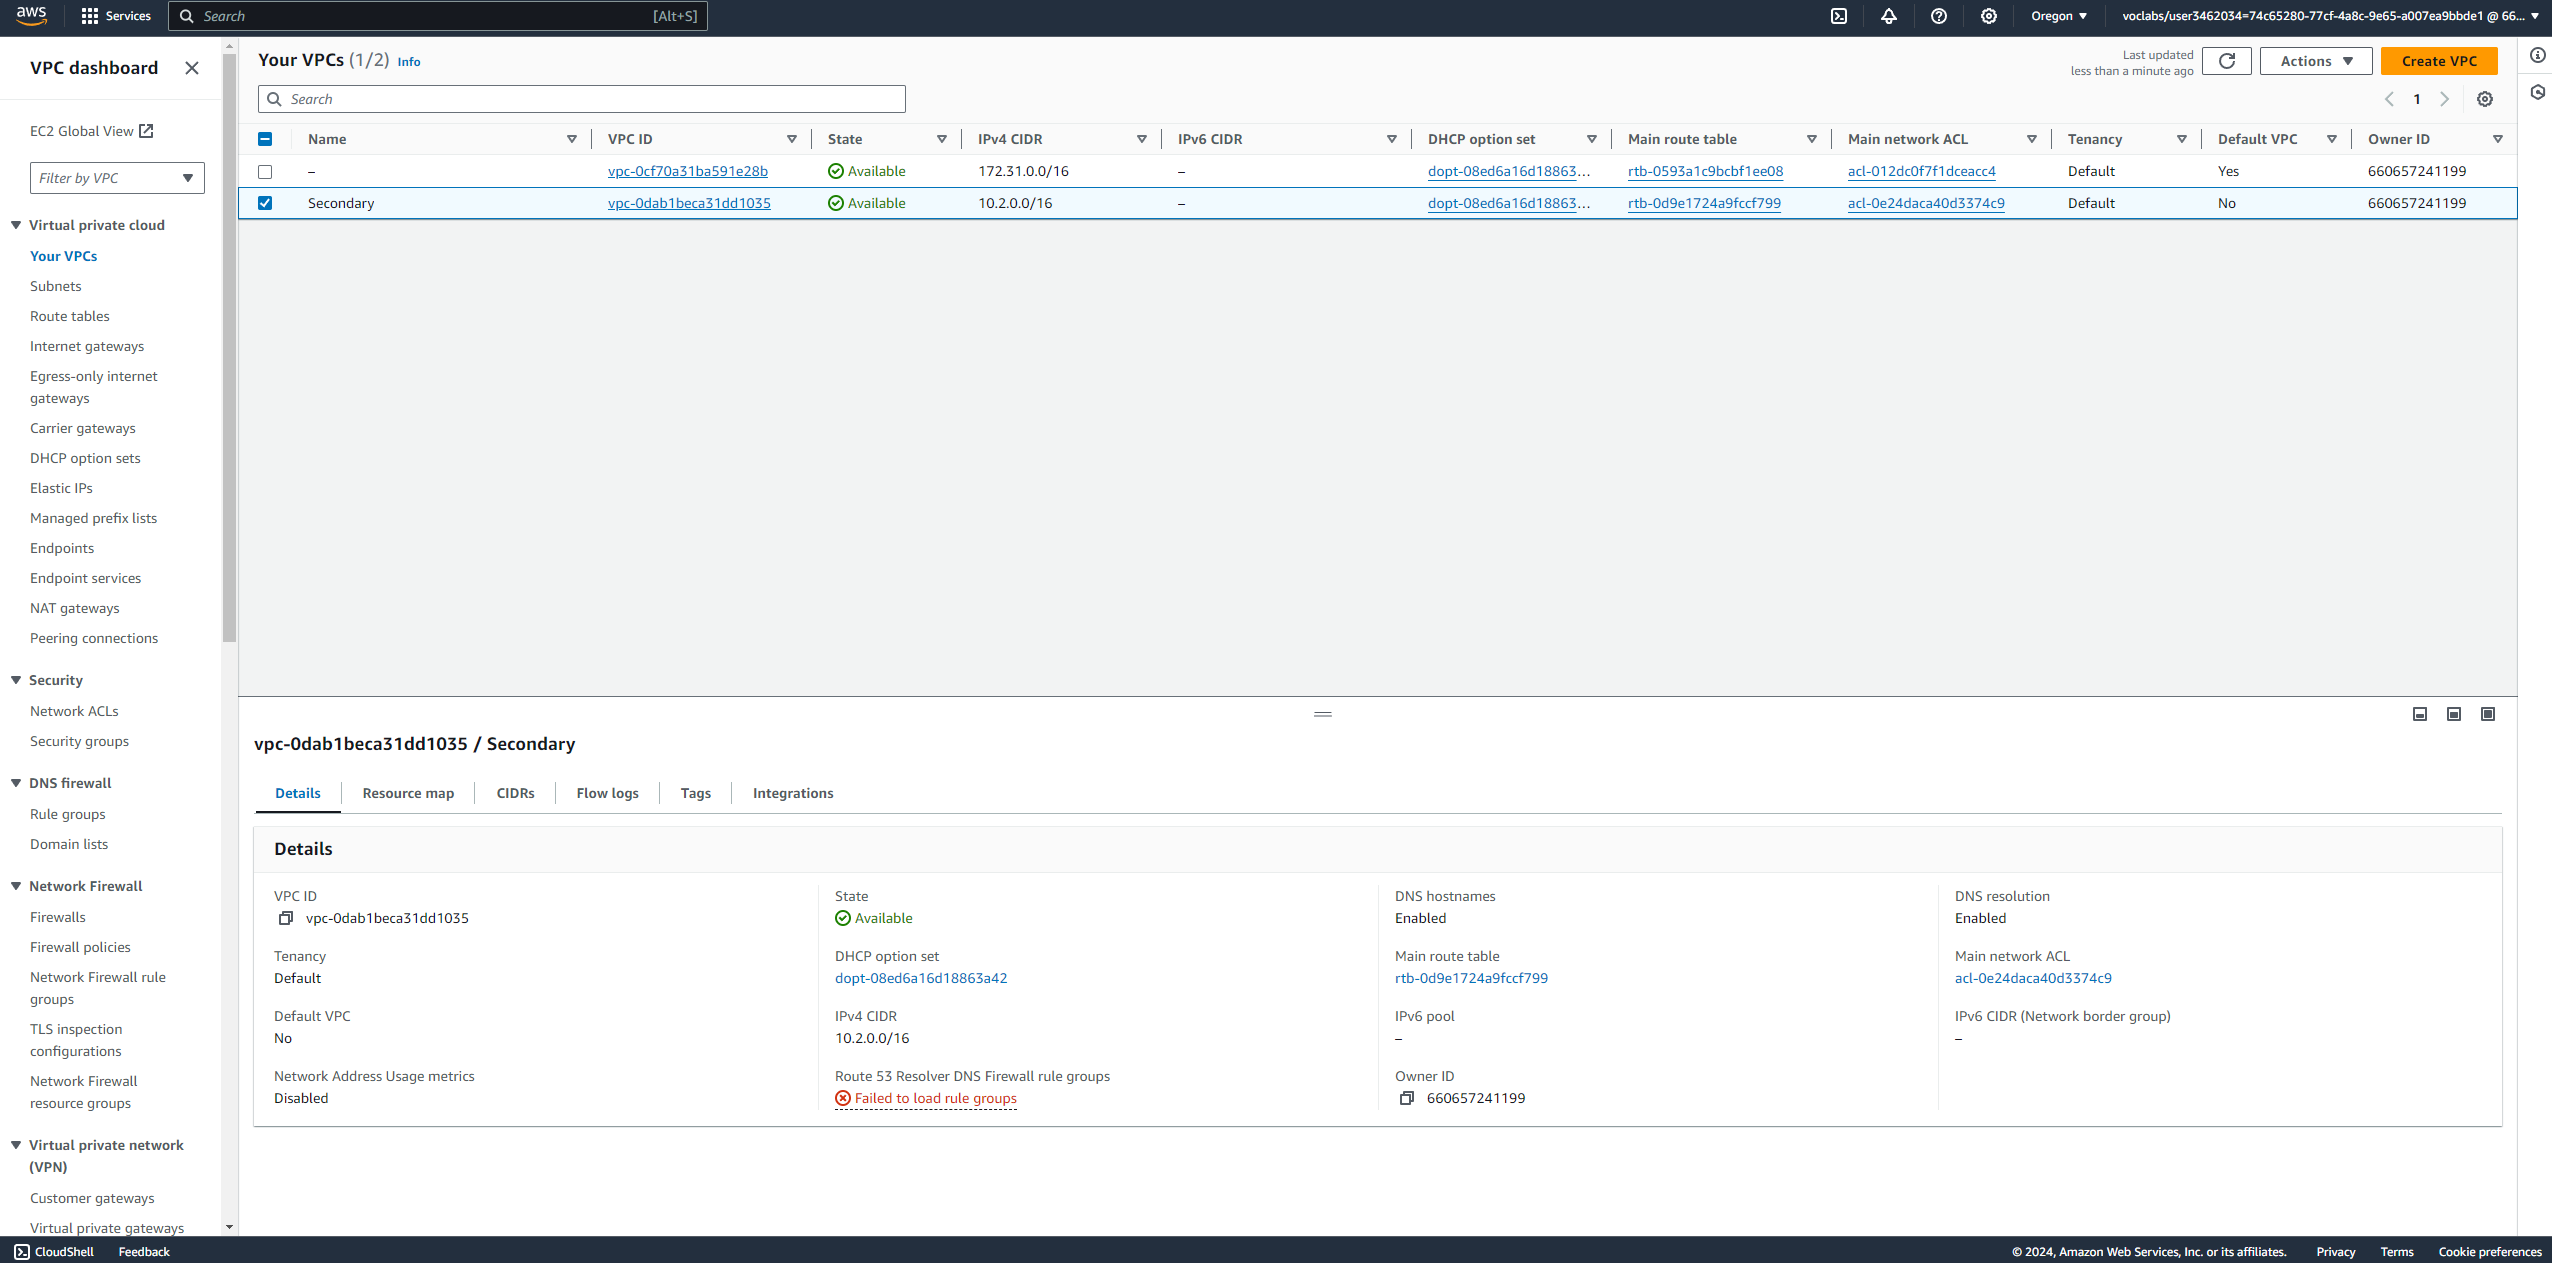 aws
Services
Search
[Alt+S]
Oregon
voclabs/user3462034=74c65280-77cf-4a8c-9e65-a007ea9bbde1 @ 66...
VPC dashboard
EC2 Global View
Filter by VPC
Virtual private cloud
Your VPCs
Subnets
Route tables
Internet gateways
Egress-only internet
gateways
Carrier gateways
DHCP option sets
Elastic IPs
Managed prefix lists
Endpoints
Endpoint services
NAT gateways
Peering connections
Security
Network ACLs
Security groups
DNS firewall
Rule groups
Domain lists
Network Firewall
Firewalls
Firewall policies
Network Firewall rule
groups
TLS inspection
configurations
Network Firewall
resource groups
Virtual private network
(VPN)
Customer gateways
Virtual private gateways
Your VPCs (1/2) Info
Last updated
less than a minute ago
Actions
Create VPC
Search
1
Name VPC ID State IPv4 CIDR IPv6 CIDR DHCP option set Main route table Main network ACL Tenancy Default VPC Owner ID
– vpc-0cf70a31ba591e28b Available 172.31.0.0/16 – dopt-08ed6a16d18863... rtb-0593a1c9bcbf1ee08 acl-012dc0f7f1dceacc4 Default Yes 660657241199
Secondary vpc-0dab1beca31dd1035 Available 10.2.0.0/16 – dopt-08ed6a16d18863... rtb-0d9e1724a9fccf799 acl-0e24daca40d3374c9 Default No 660657241199
vpc-0dab1beca31dd1035 / Secondary
Details Resource map CIDRs Flow logs Tags Integrations
Details
VPC ID
vpc-0dab1beca31dd1035
State
Available
DNS hostnames
Enabled
DNS resolution
Enabled
Tenancy
Default
DHCP option set
dopt-08ed6a16d18863a42
Main route table
rtb-0d9e1724a9fccf799
Main network ACL
acl-0e24daca40d3374c9
Default VPC
No
IPv4 CIDR
10.2.0.0/16
IPv6 pool
–
IPv6 CIDR (Network border group)
–
Network Address Usage metrics
Disabled
Route 53 Resolver DNS Firewall rule groups
Failed to load rule groups
Owner ID
660657241199
CloudShell Feedback
© 2024, Amazon Web Services, Inc. or its affiliates. Privacy Terms Cookie preferences